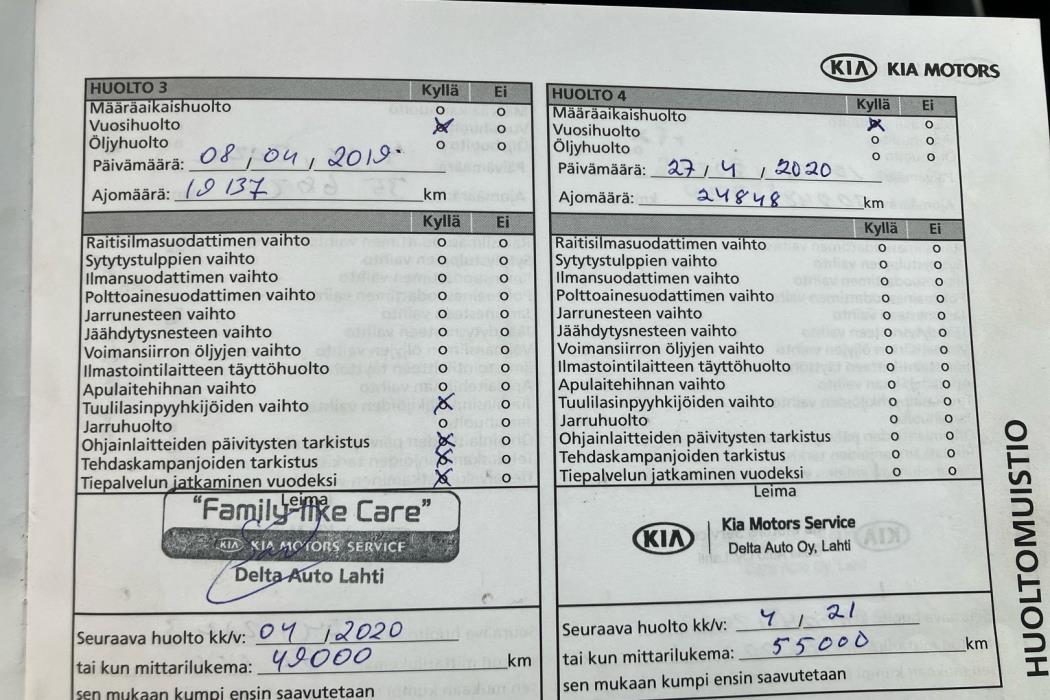 KIA KIA MOTORS
HUOLTO 3 Kyllä Ei
Määräaikaishuolto o o
Vuosihuolto x o
Öljyhuolto o o
Päivämäärä: 08 / 04 / 2019
Ajomäärä: 19 137 km
Kyllä Ei
Raitisilmasuodattimen vaihto o o
Sytytystulppien vaihto o o
Ilmansuodattimen vaihto o o
Polttoainesuodattimen vaihto o o
Jarrunesteen vaihto o o
Jäähdytysnesteen vaihto o o
Voimansiirron öljyjen vaihto o o
Ilmastointilaitteen täyttöhuolto o o
Apulaitehihnan vaihto o o
Tuulilasinpyyhkijöiden vaihto x o
Jarruhuolto o o
Ohjainlaitteiden päivitysten tarkistus x o
Tehdaskampanjoiden tarkistus x o
Tiepalvelun jatkaminen vuodeksi x o
Leima
“Family-like Care”
KIA KIA MOTORS SERVICE
Delta Auto Lahti
Seuraava huolto kk/v: 04 / 2020
tai kun mittarilukema: 49000 km
sen mukaan kumpi ensin saavutetaan
HUOLTO 4 Kyllä Ei
Määräaikaishuolto x o
Vuosihuolto o o
Öljyhuolto o o
Päivämäärä: 27 / 4 / 2020
Ajomäärä: 24848 km
Kyllä Ei
Raitisilmasuodattimen vaihto o o
Sytytystulppien vaihto o o
Ilmansuodattimen vaihto o o
Polttoainesuodattimen vaihto o o
Jarrunesteen vaihto o o
Jäähdytysnesteen vaihto o o
Voimansiirron öljyjen vaihto o o
Ilmastointilaitteen täyttöhuolto o o
Apulaitehihnan vaihto o o
Tuulilasinpyyhkijöiden vaihto o o
Jarruhuolto o o
Ohjainlaitteiden päivitysten tarkistus o o
Tehdaskampanjoiden tarkistus o o
Tiepalvelun jatkaminen vuodeksi o o
Leima
KIA Kia Motors Service
Delta Auto Oy, Lahti
Seuraava huolto kk/v: 4 / 21
tai kun mittarilukema: 55000 km
sen mukaan kumpi ensin saavutetaan
HUOLTOMUISTIO